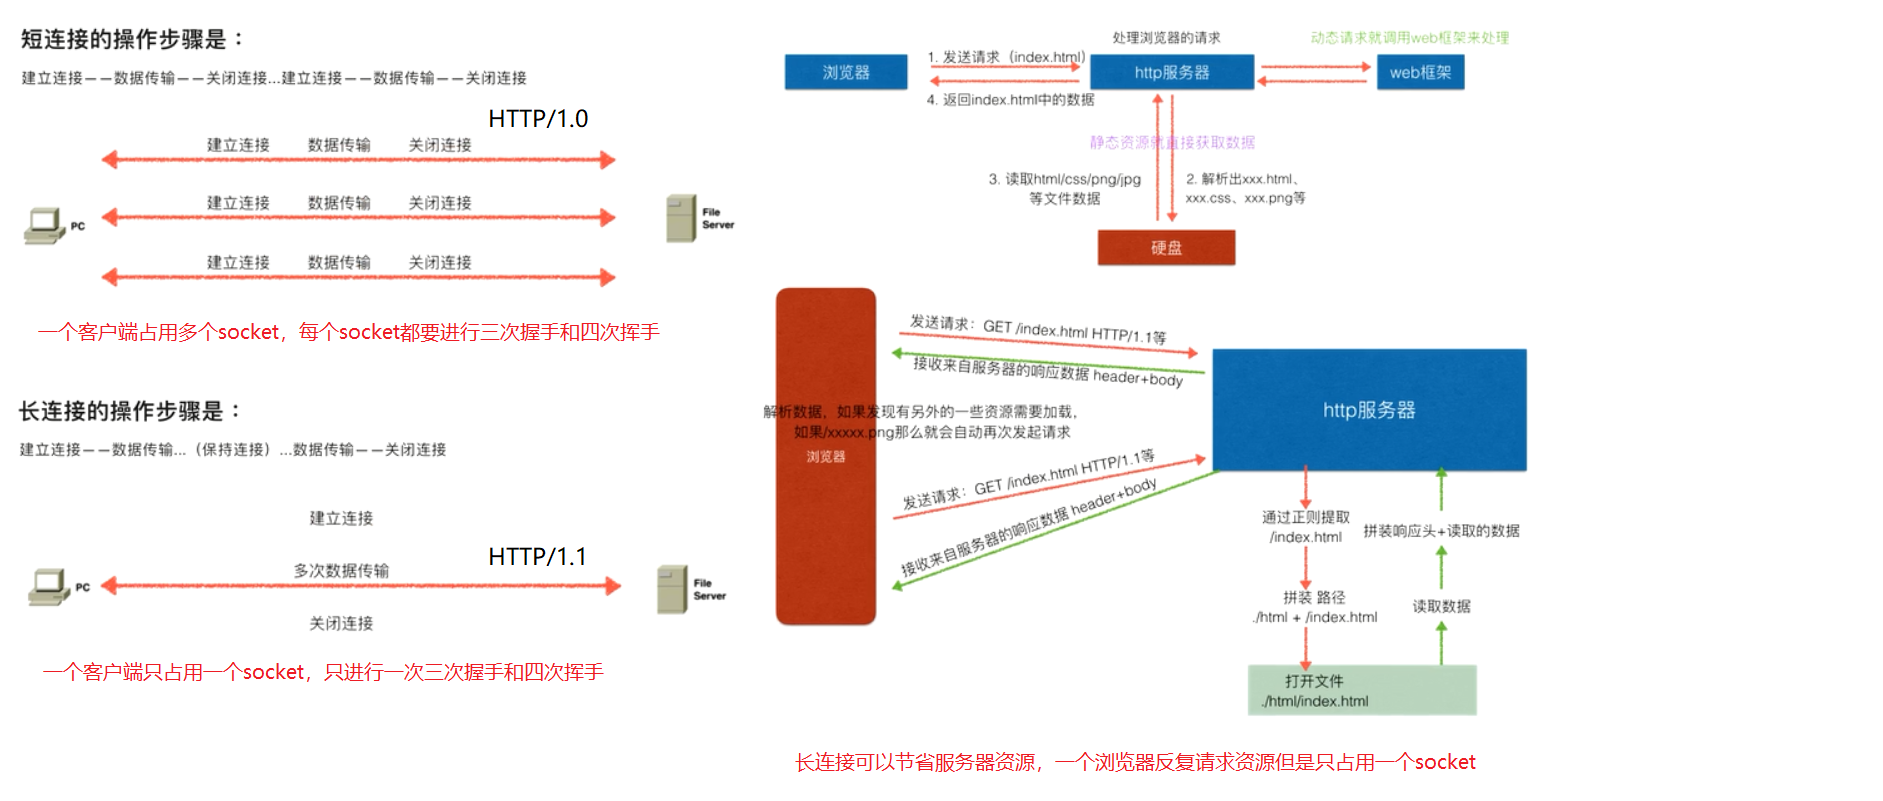 短连接的操作步骤是：
建立连接——数据传输——关闭连接...建立连接——数据传输——关闭连接
HTTP/1.0
建立连接 数据传输 关闭连接
建立连接 数据传输 关闭连接
PC
File
Server
建立连接 数据传输 关闭连接
一个客户端占用多个socket，每个socket都要进行三次握手和四次挥手
长连接的操作步骤是：
建立连接——数据传输...（保持连接）...数据传输——关闭连接
建立连接
HTTP/1.1
多次数据传输
PC
File
Server
关闭连接
一个客户端只占用一个socket，只进行一次三次握手和四次挥手
处理浏览器的请求
动态请求就调用web框架来处理
浏览器
1. 发送请求（index.html）
http服务器
web框架
4. 返回index.html中的数据
静态资源就直接获取数据
3. 读取html/css/png/jpg
等文件数据
2. 解析出xxx.html、
xxx.css、xxx.png等
硬盘
发送请求：GET /index.html HTTP/1.1等
接收来自服务器的响应数据 header+body
解析数据，如果发现有另外的一些资源需要加载，
如果/xxxxx.png那么就会自动再次发起请求
浏览器
http服务器
发送请求：GET /index.html HTTP/1.1等
接收来自服务器的响应数据 header+body
通过正则提取
/index.html
拼装响应头+读取的数据
拼装 路径
./html + /index.html
读取数据
打开文件
./html/index.html
长连接可以节省服务器资源，一个浏览器反复请求资源但是只占用一个socket